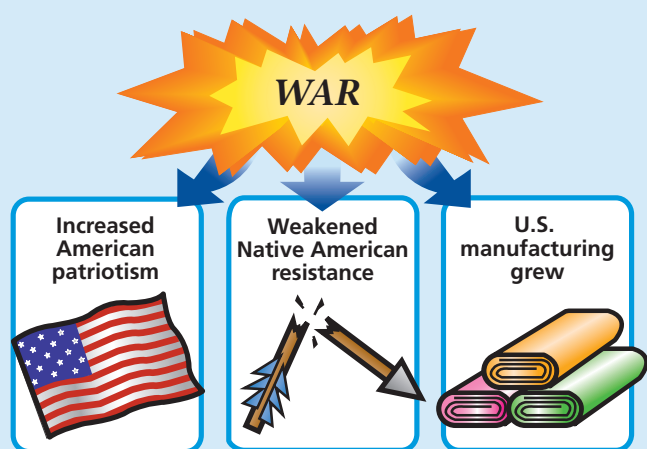 WAR
Increased
American
patriotism
Weakened
Native American
resistance
U.S.
manufacturing
grew